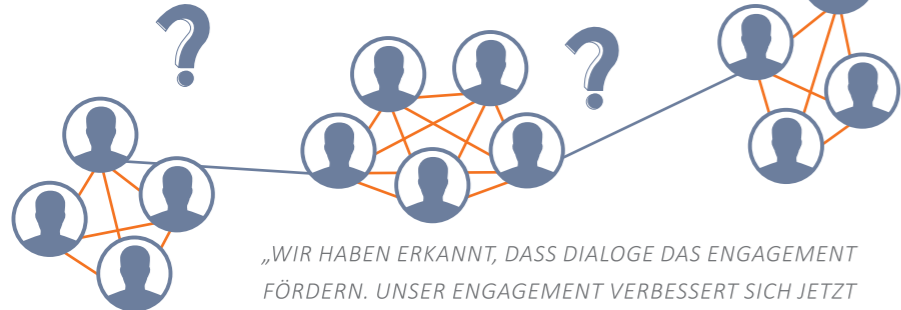 ?
?
„WIR HABEN ERKANNT, DASS DIALOGE DAS ENGAGEMENT
FÖRDERN. UNSER ENGAGEMENT VERBESSERT SICH JETZT